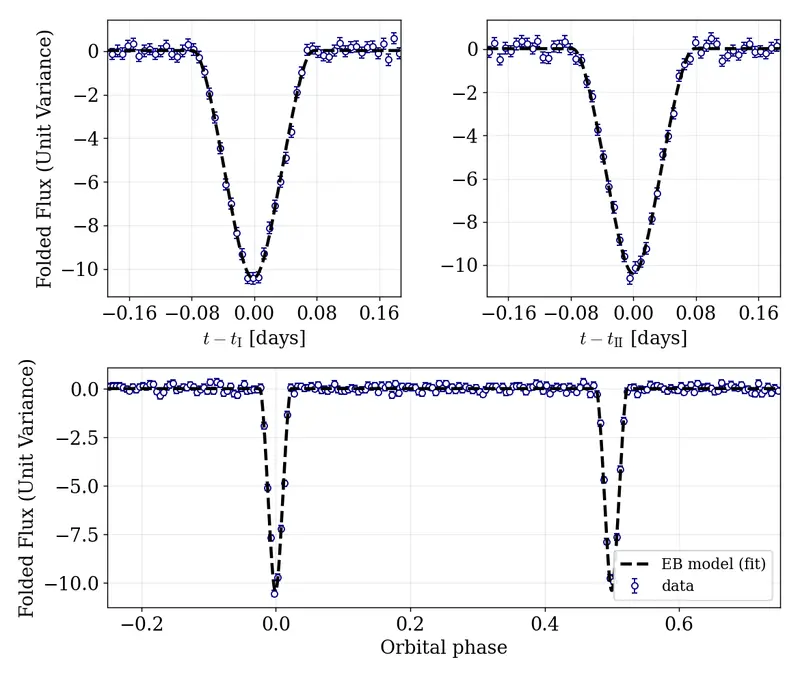 Folded Flux (Unit Variance)
0
−2
−4
−6
−8
−10
−0.16 −0.08 0.00 0.08 0.16
t − tI [days]
0
−2
−4
−6
−8
−10
−0.16 −0.08 0.00 0.08 0.16
t − tII [days]
Folded Flux (Unit Variance)
0.0
−2.5
−5.0
−7.5
−10.0
−0.2 0.0 0.2 0.4 0.6
Orbital phase
EB model (fit)
data